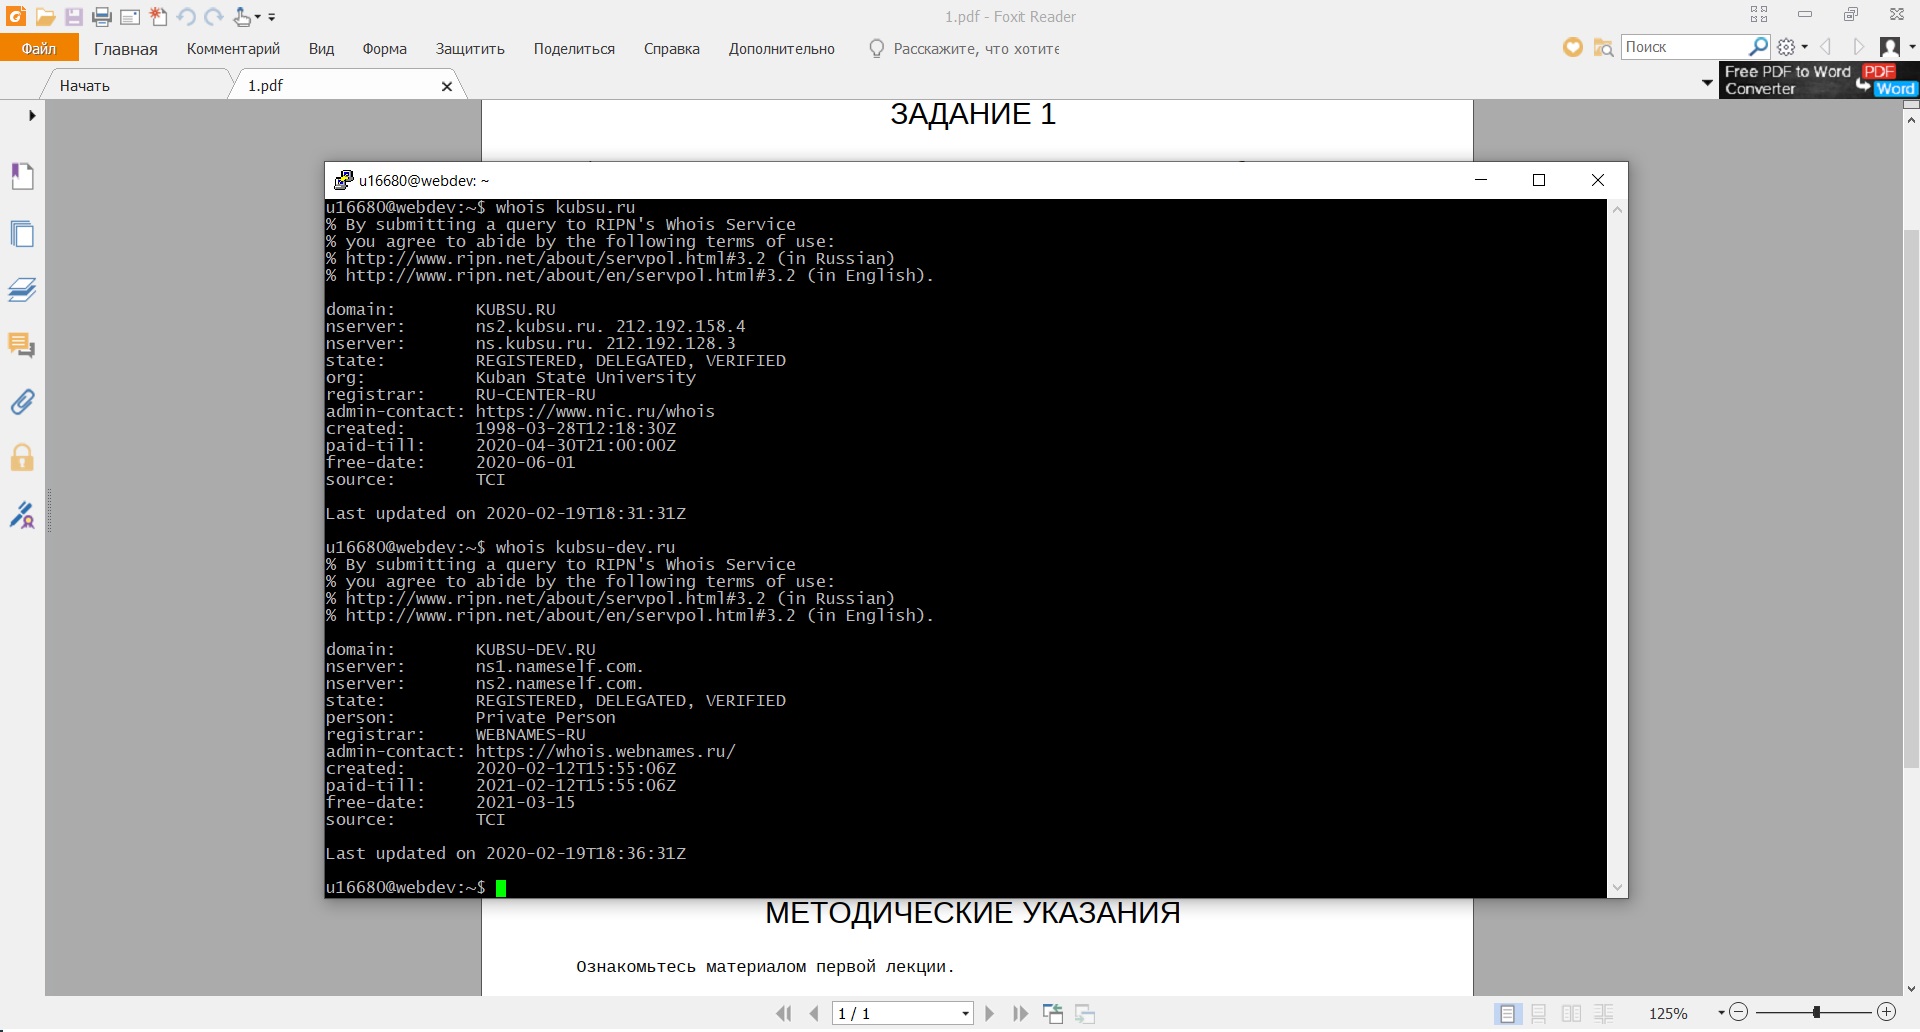 1.pdf - Foxit Reader
Файл Главная Комментарий Вид Форма Защитить Поделиться Справка Дополнительно Расскажите, что хотите Поиск
Начать 1.pdf
Free PDF to Word PDF
Converter Word
ЗАДАНИЕ 1
u16680@webdev: ~
u16680@webdev:~$ whois kubsu.ru
% By submitting a query to RIPN's Whois Service
% you agree to abide by the following terms of use:
% http://www.ripn.net/about/servpol.html#3.2 (in Russian)
% http://www.ripn.net/about/en/servpol.html#3.2 (in English).
domain: KUBSU.RU
nserver: ns2.kubsu.ru. 212.192.158.4
nserver: ns.kubsu.ru. 212.192.128.3
state: REGISTERED, DELEGATED, VERIFIED
org: Kuban State University
registrar: RU-CENTER-RU
admin-contact: https://www.nic.ru/whois
created: 1998-03-28T12:18:30Z
paid-till: 2020-04-30T21:00:00Z
free-date: 2020-06-01
source: TCI
Last updated on 2020-02-19T18:31:31Z
u16680@webdev:~$ whois kubsu-dev.ru
% By submitting a query to RIPN's Whois Service
% you agree to abide by the following terms of use:
% http://www.ripn.net/about/servpol.html#3.2 (in Russian)
% http://www.ripn.net/about/en/servpol.html#3.2 (in English).
domain: KUBSU-DEV.RU
nserver: ns1.nameself.com.
nserver: ns2.nameself.com.
state: REGISTERED, DELEGATED, VERIFIED
person: Private Person
registrar: WEBNAMES-RU
admin-contact: https://whois.webnames.ru/
created: 2020-02-12T15:55:06Z
paid-till: 2021-02-12T15:55:06Z
free-date: 2021-03-15
source: TCI
Last updated on 2020-02-19T18:36:31Z
u16680@webdev:~$
МЕТОДИЧЕСКИЕ УКАЗАНИЯ
Ознакомьтесь материалом первой лекции.
1 / 1 125%